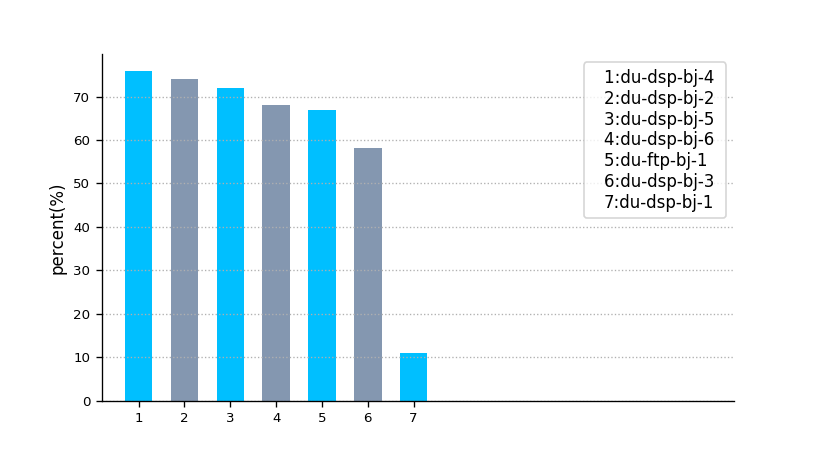 1:du-dsp-bj-4
2:du-dsp-bj-2
3:du-dsp-bj-5
4:du-dsp-bj-6
5:du-ftp-bj-1
6:du-dsp-bj-3
7:du-dsp-bj-1
percent(%)
70
60
50
40
30
20
10
0
1 2 3 4 5 6 7